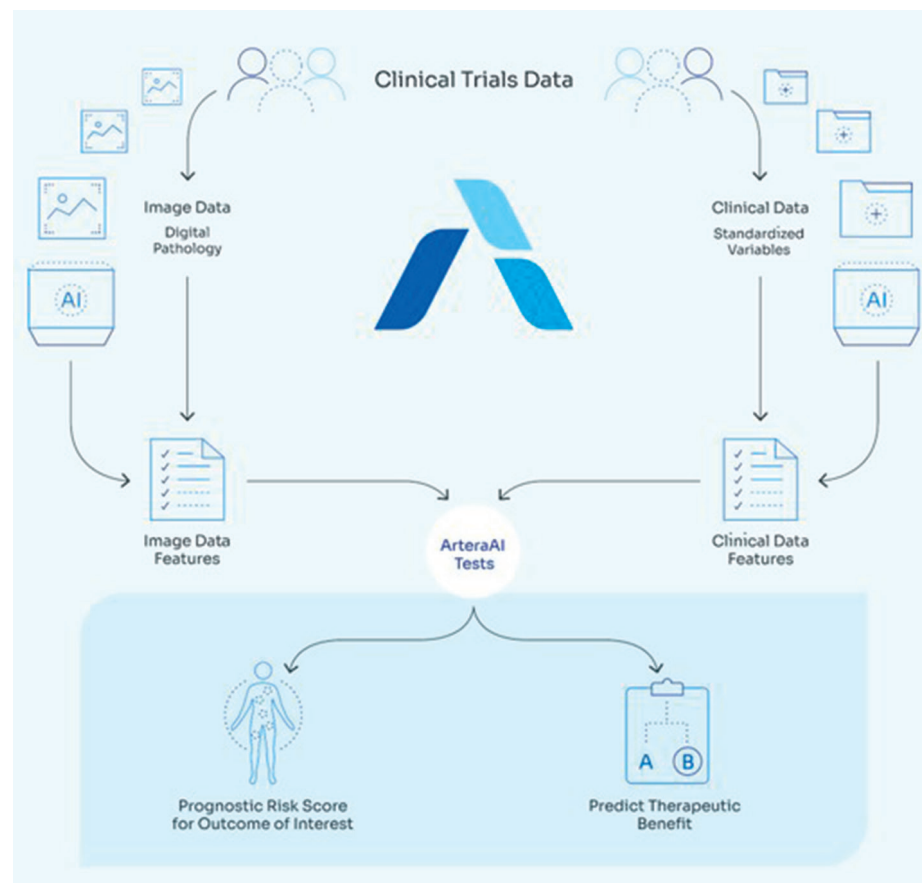 Clinical Trials Data
Image Data
Digital
Pathology
Clinical Data
Standardized
Variables
AI
AI
Image Data
Features
ArteraAI
Tests
Clinical Data
Features
A
B
Prognostic Risk Score
for Outcome of Interest
Predict Therapeutic
Benefit